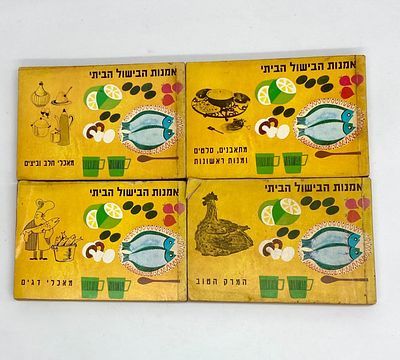 אמנות הבישול הביתי
מאכלי חלב וביצים
אמנות הבישול הביתי
מתאבנים, סלטים
ומנות ראשונות
אמנות הבישול הביתי
מאכלי דגים
אמנות הבישול הביתי
המרק הטוב